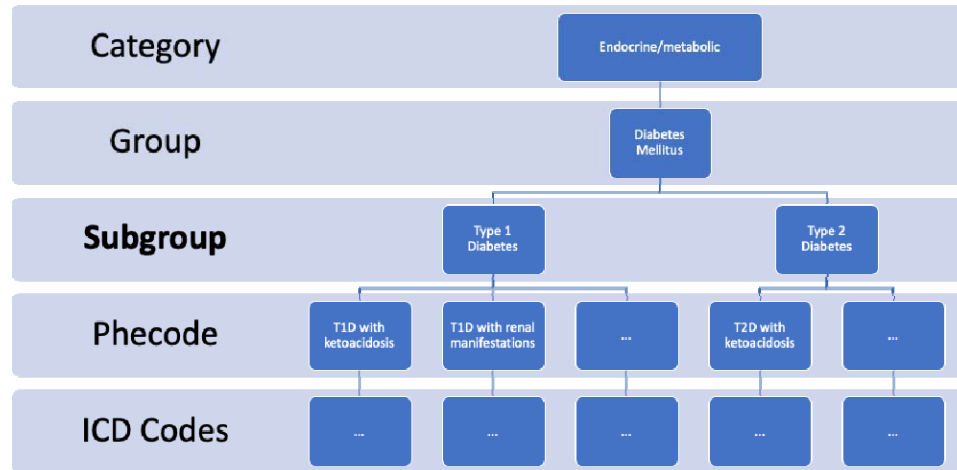 Category
Endocrine/metabolic
Group
Diabetes
Mellitus
Subgroup
Type 1
Diabetes
Type 2
Diabetes
Phecode
T1D with
ketoacidosis
T1D with renal
manifestations
...
T2D with
ketoacidosis
...
ICD Codes
...
...
...
...
...